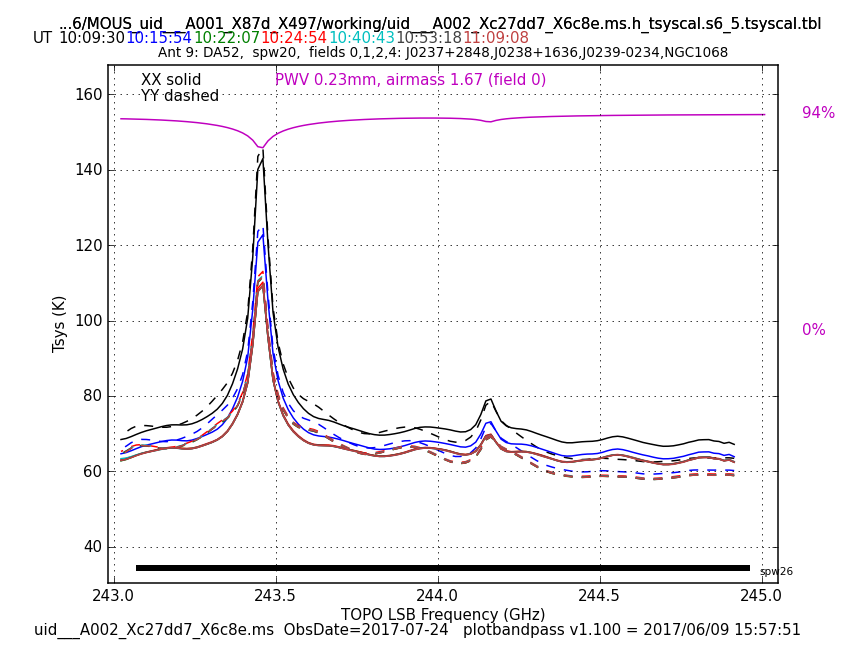 ...6/MOUS_uid___A001_X87d_X497/working/uid___A002_Xc27dd7_X6c8e.ms.h_tsyscal.s6_5.tsyscal.tbl
UT 10:09:30 10:15:54 10:22:07 10:24:54 10:40:43 10:53:18 11:09:08
Ant 9: DA52, spw20, fields 0,1,2,4: J0237+2848,J0238+1636,J0239-0234,NGC1068
XX solid
PWV 0.23mm, airmass 1.67 (field 0)
YY dashed
160
140
120
100
80
60
40
Tsys (K)
94%
0%
spw26
243.0 243.5 244.0 244.5 245.0
TOPO LSB Frequency (GHz)
uid___A002_Xc27dd7_X6c8e.ms ObsDate=2017-07-24 plotbandpass v1.100 = 2017/06/09 15:57:51